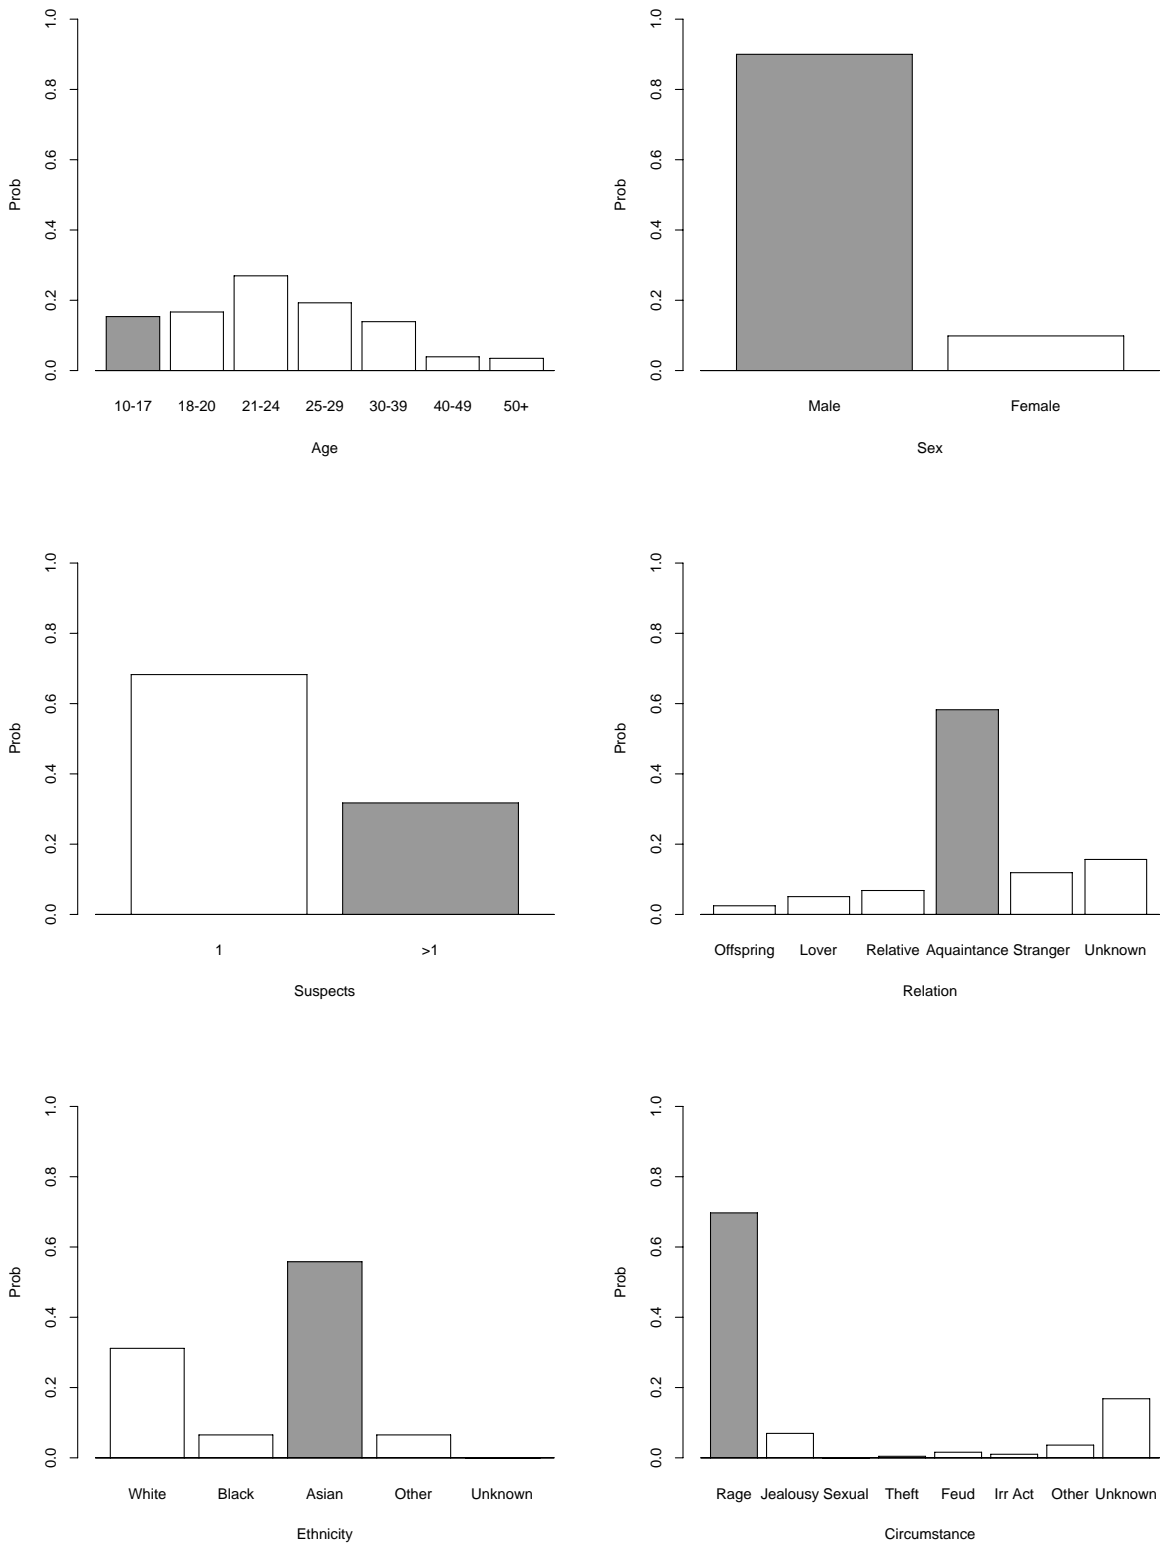 Prob
1.0
0.8
0.6
0.4
0.2
0.0
10-17 18-20 21-24 25-29 30-39 40-49 50+
Age
Prob
1.0
0.8
0.6
0.4
0.2
0.0
Male Female
Sex
Prob
1.0
0.8
0.6
0.4
0.2
0.0
1 >1
Suspects
Prob
1.0
0.8
0.6
0.4
0.2
0.0
Offspring Lover Relative Aquaintance Stranger Unknown
Relation
Prob
1.0
0.8
0.6
0.4
0.2
0.0
White Black Asian Other Unknown
Ethnicity
Prob
1.0
0.8
0.6
0.4
0.2
0.0
Rage Jealousy Sexual Theft Feud Irr Act Other Unknown
Circumstance